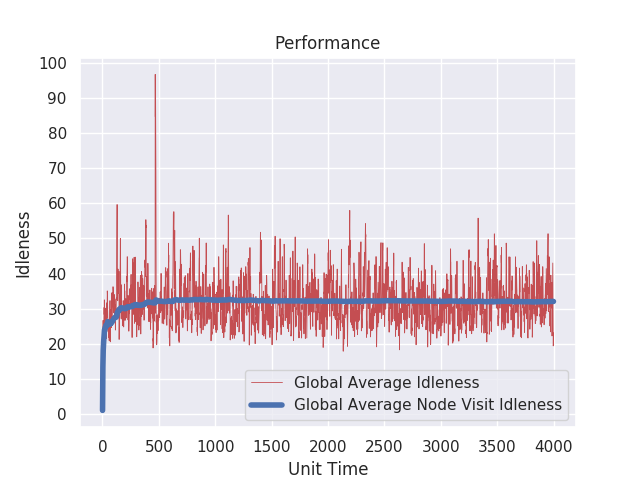 Performance
100
90
80
70
60
50
40
30
20
10
0
Idleness
Global Average Idleness
Global Average Node Visit Idleness
0 500 1000 1500 2000 2500 3000 3500 4000
Unit Time